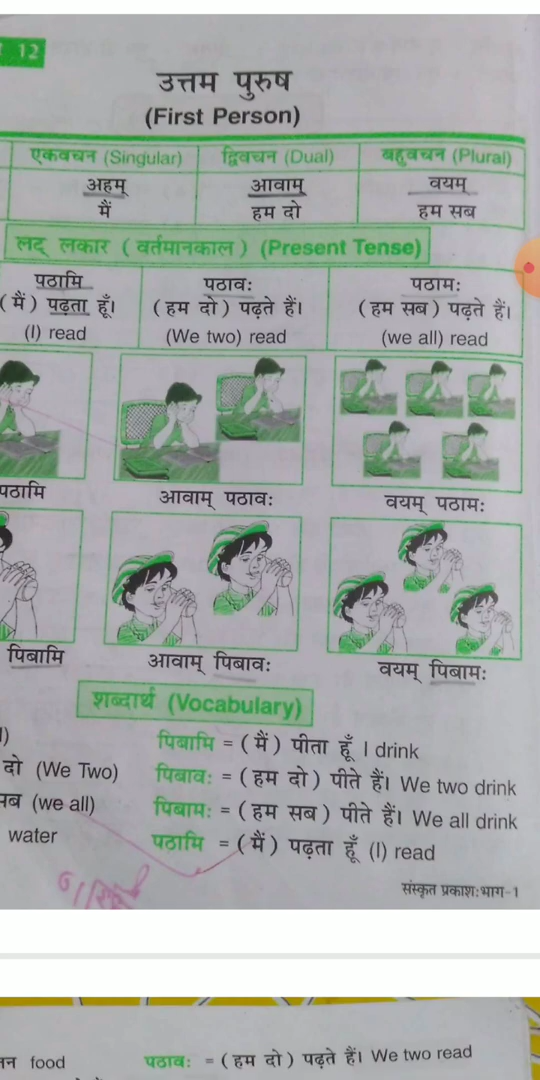 12
उत्तम पुरुष
(First Person)
एकवचन (Singular) द्विवचन (Dual) बहुवचन (Plural)
अहम् आवाम् वयम्
मैं हम दो हम सब
लट् लकार ( वर्तमानकाल ) (Present Tense)
पठामि पठावः पठामः
( मैं ) पढ़ता हूँ। ( हम दो ) पढ़ते हैं। ( हम सब ) पढ़ते हैं।
(I) read (We two) read (we all) read
पठामि आवाम् पठावः वयम् पठामः
पिबामि आवाम् पिबावः वयम् पिबामः
शब्दार्थ (Vocabulary)
पिबामि = ( मैं ) पीता हूँ I drink
दो (We Two) पिबावः = ( हम दो ) पीते हैं। We two drink
(we all) पिबामः = ( हम सब ) पीते हैं। We all drink
water पठामि = ( मैं ) पढ़ता हूँ (I) read
संस्कृत प्रकाशः भाग-1
food पठावः = ( हम दो ) पढ़ते हैं। We two read